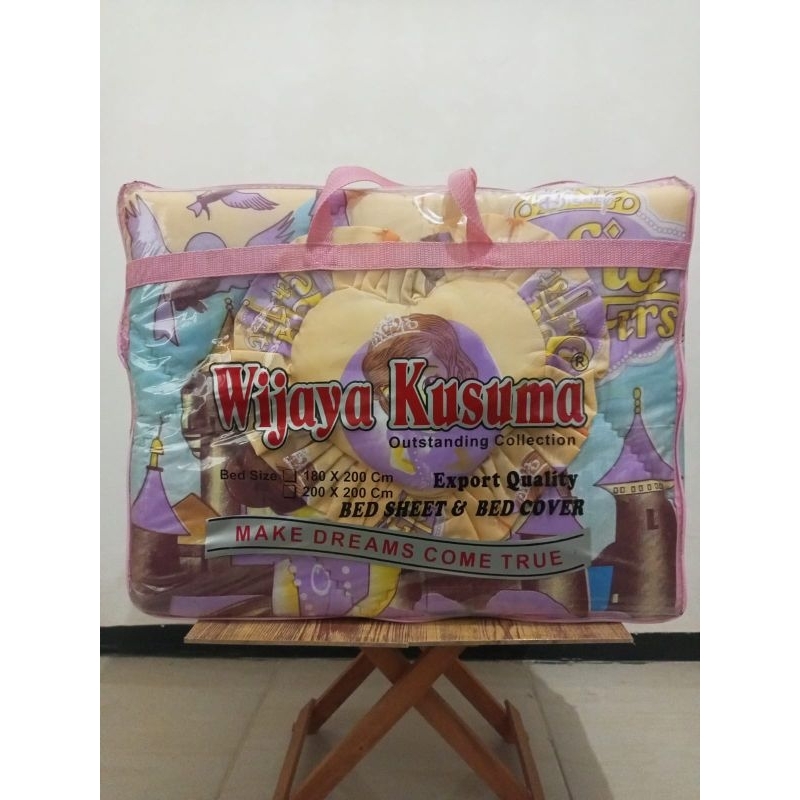 Wijaya Kusuma ®
Outstanding Collection
Bed Size 180 X 200 Cm
200 X 200 Cm
Export Quality
BED SHEET & BED COVER
MAKE DREAMS COME TRUE